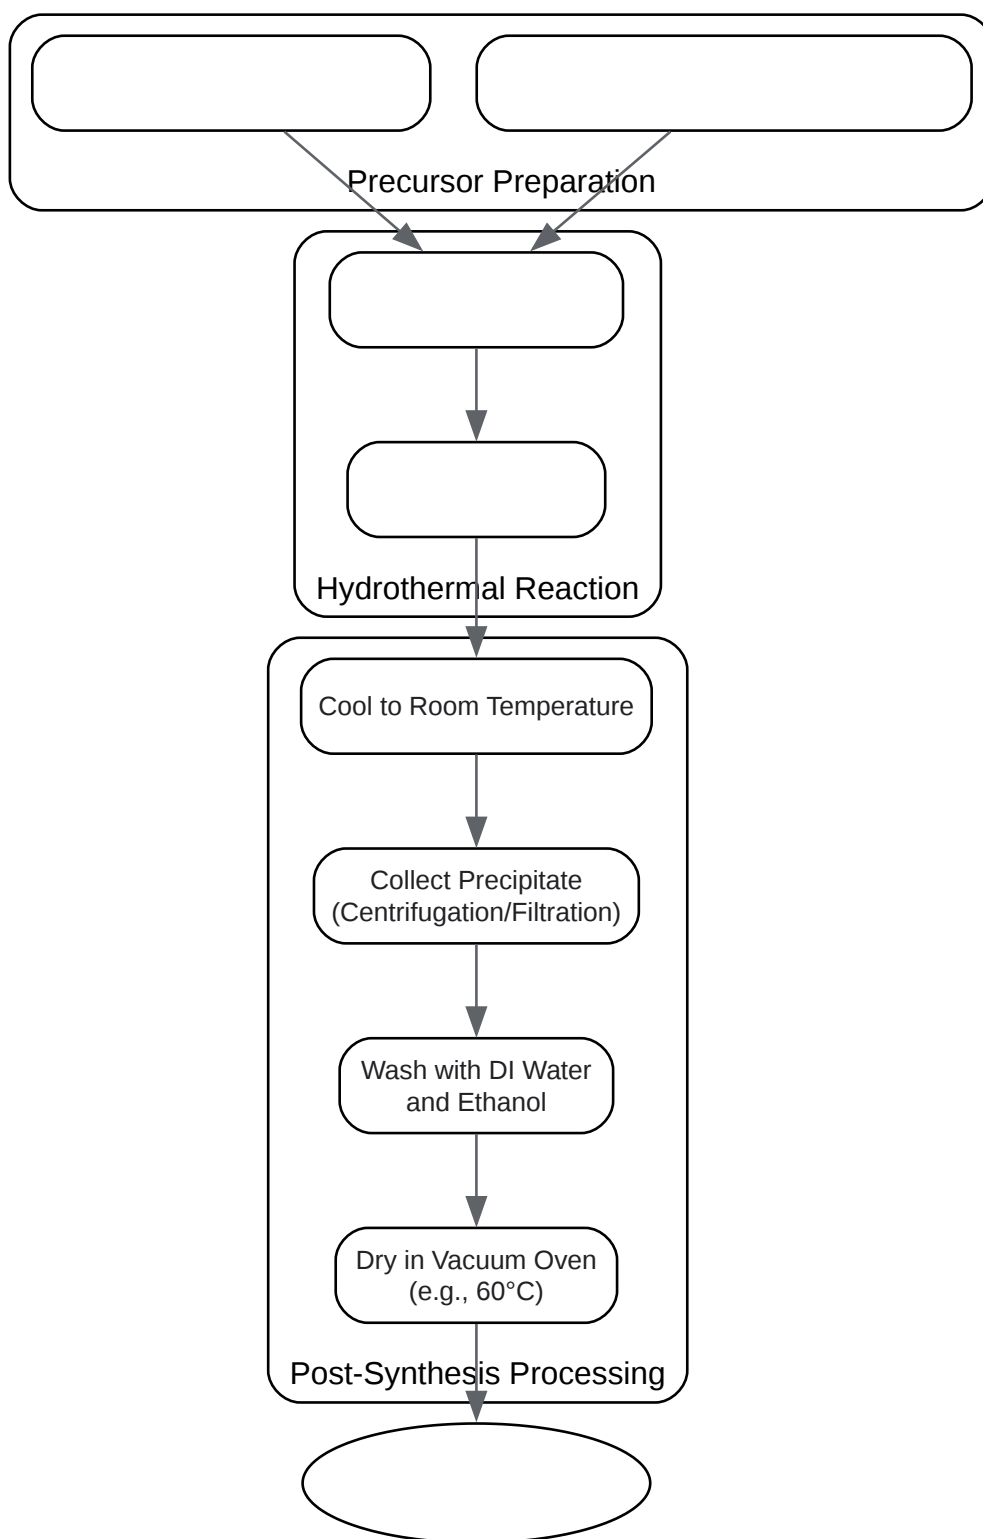 Precursor Preparation
Hydrothermal Reaction
Cool to Room Temperature
Collect Precipitate
(Centrifugation/Filtration)
Wash with DI Water
and Ethanol
Dry in Vacuum Oven
(e.g., 60°C)
Post-Synthesis Processing